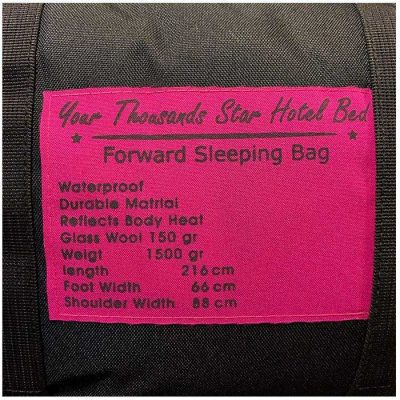 Your Thousands Star Hotel Bed
Forward Sleeping Bag
Waterproof
Durable Matrial
Reflects Body Heat
Glass Wool 150 gr
Weigt 1500 gr
length 216 cm
Foot Width 66 cm
Shoulder Width 88 cm